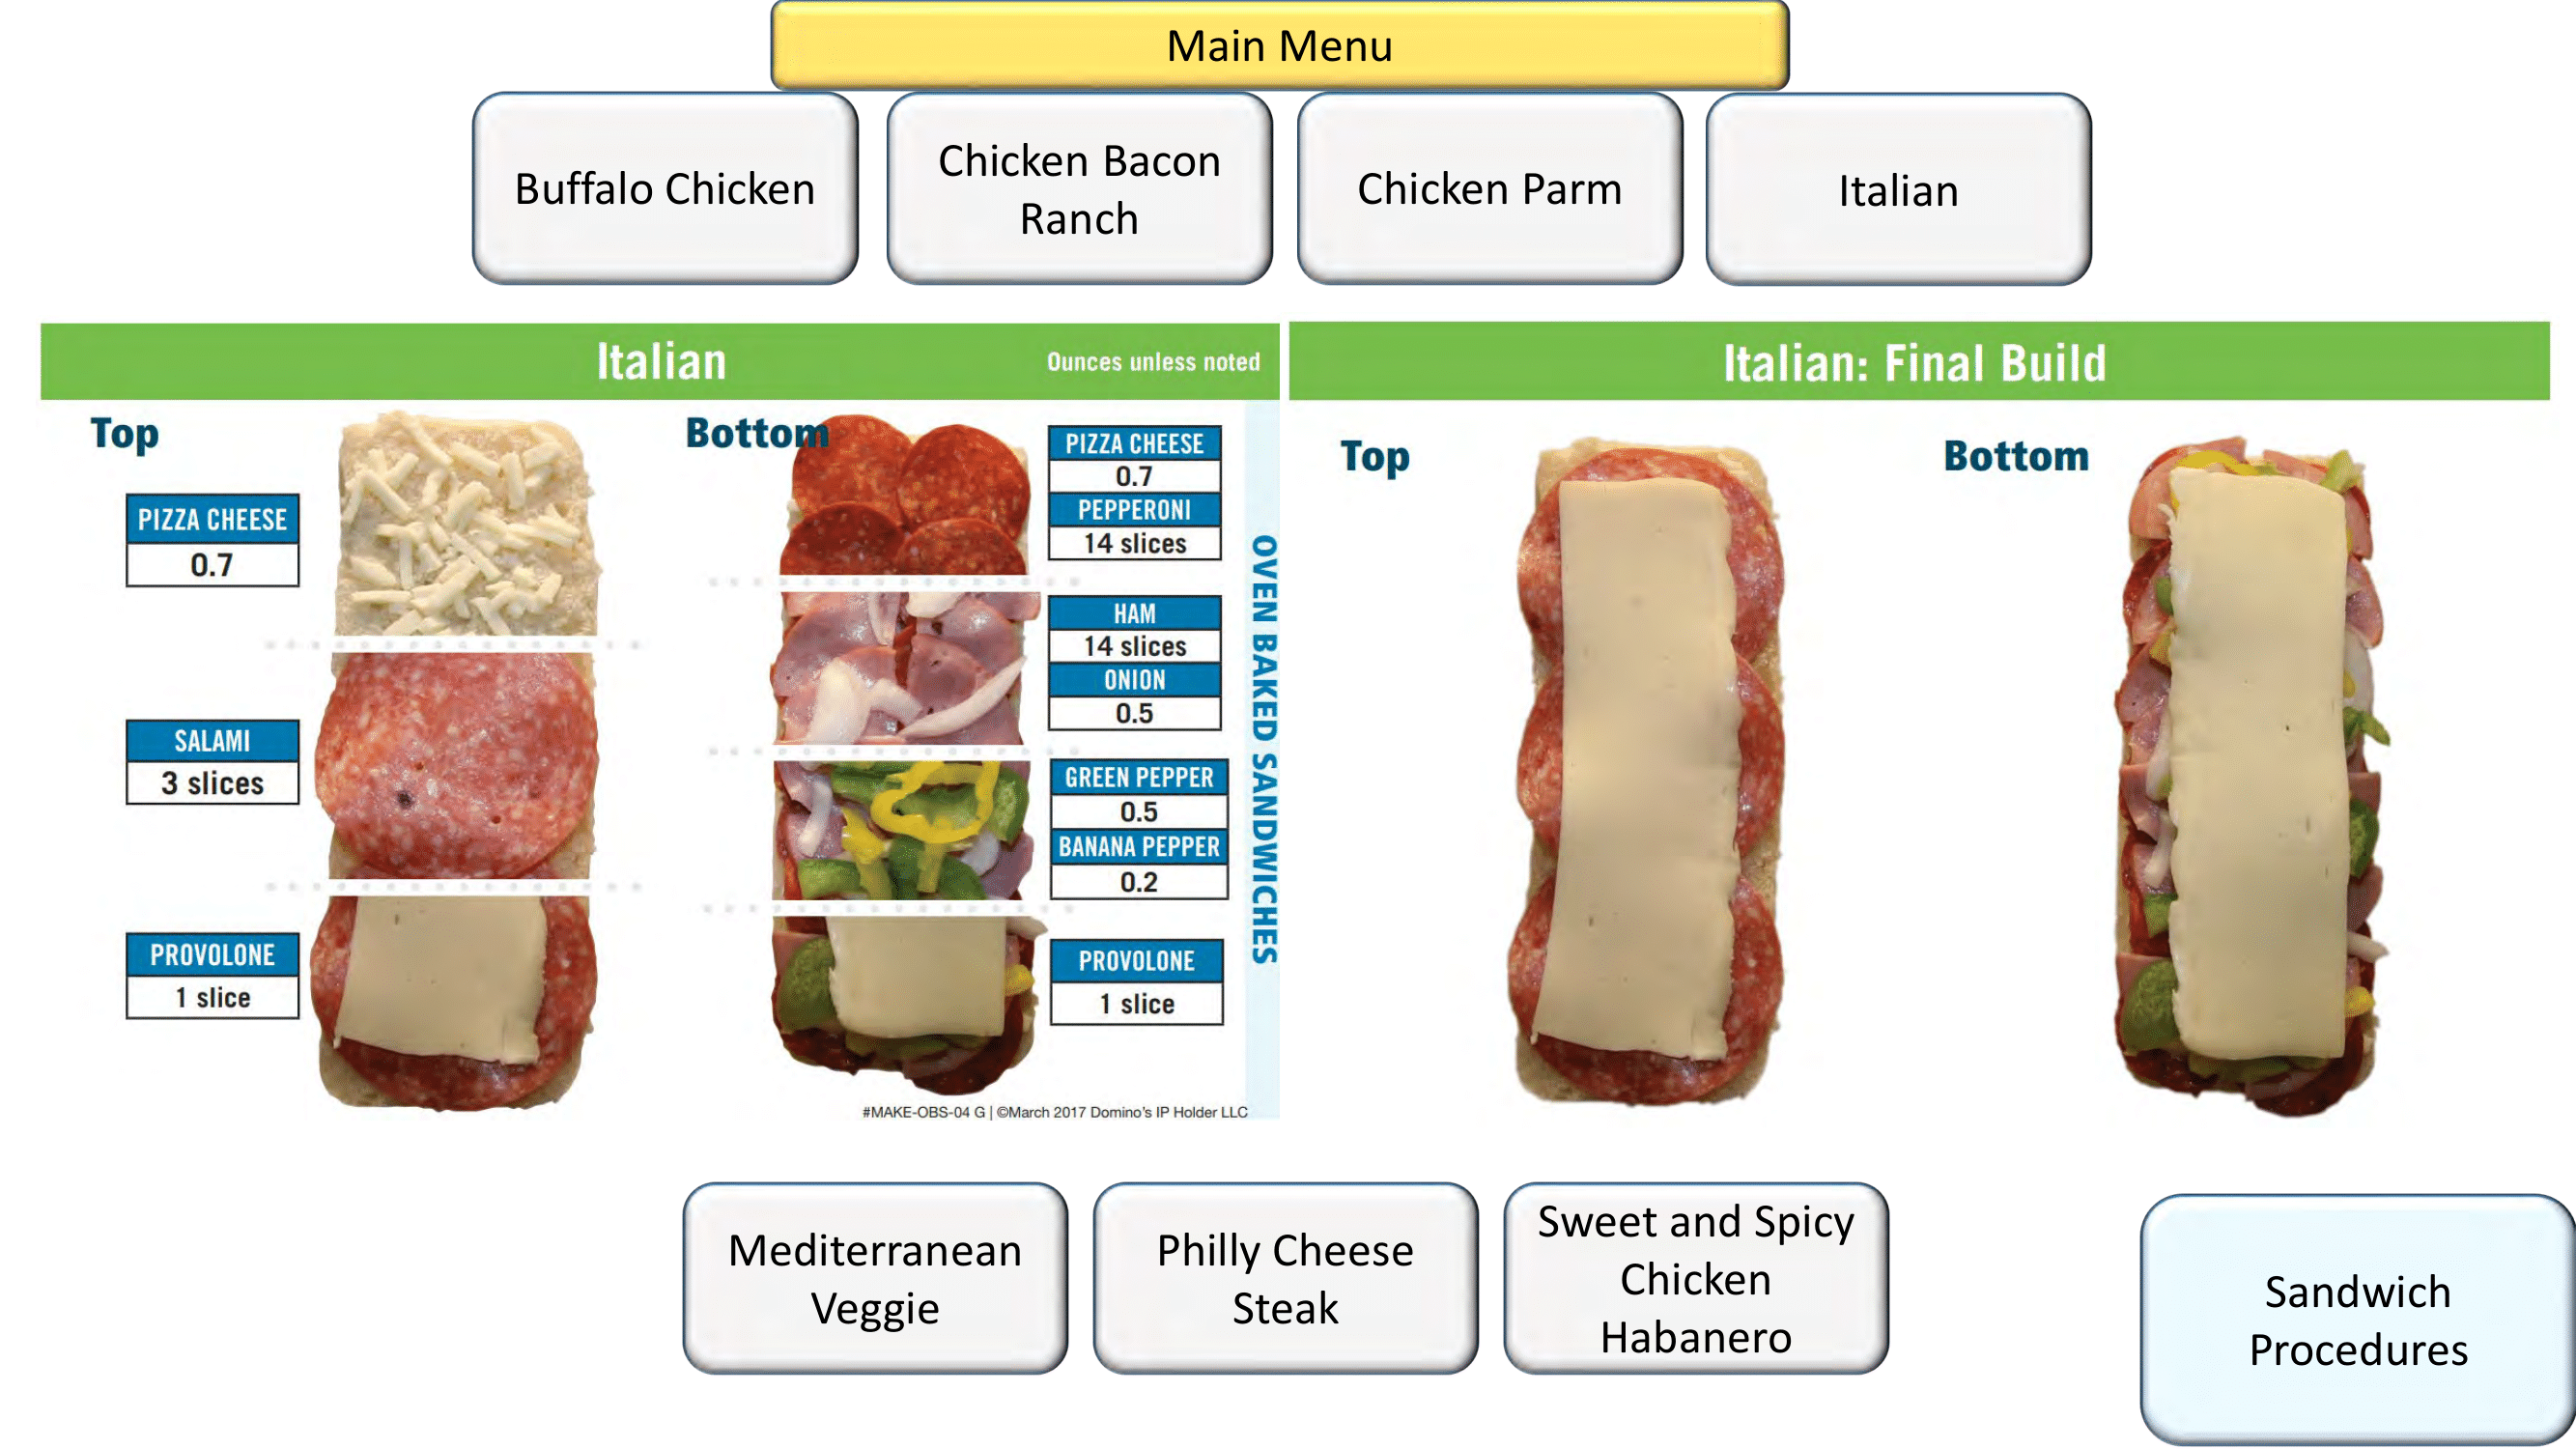 Main Menu
Buffalo Chicken
Chicken Bacon
Ranch
Chicken Parm
Italian
Italian
Ounces unless noted
Top
PIZZA CHEESE
0.7
SALAMI
3 slices
PROVOLONE
1 slice
Bottom
PIZZA CHEESE
0.7
PEPPERONI
14 slices
HAM
14 slices
ONION
0.5
GREEN PEPPER
0.5
BANANA PEPPER
0.2
PROVOLONE
1 slice
OVEN BAKED SANDWICHES
#MAKE-OBS-04 G | ©March 2017 Domino's IP Holder LLC
Italian: Final Build
Top
Bottom
Mediterranean
Veggie
Philly Cheese
Steak
Sweet and Spicy
Chicken
Habanero
Sandwich
Procedures